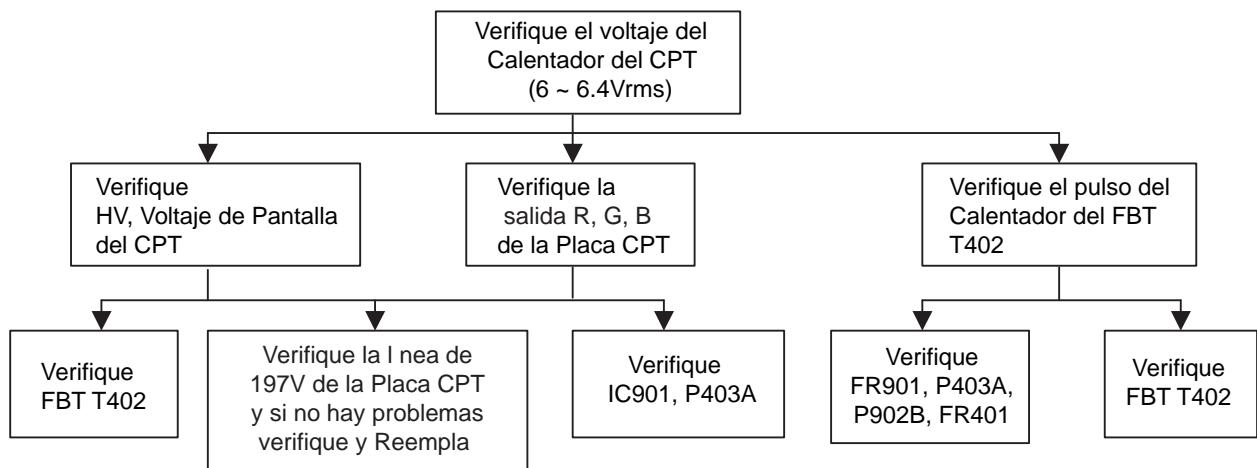 Verifique el voltaje del
Calentador del CPT
(6 ~ 6.4Vrms)
Verifique
HV, Voltaje de Pantalla
del CPT
Verifique la
salida R, G, B
de la Placa CPT
Verifique el pulso del
Calentador del FBT
T402
Verifique
FBT T402
Verifique la l nea de
197V de la Placa CPT
y si no hay problemas
verifique y Reempla
Verifique
IC901, P403A
Verifique
FR901, P403A,
P902B, FR401
Verifique
FBT T402